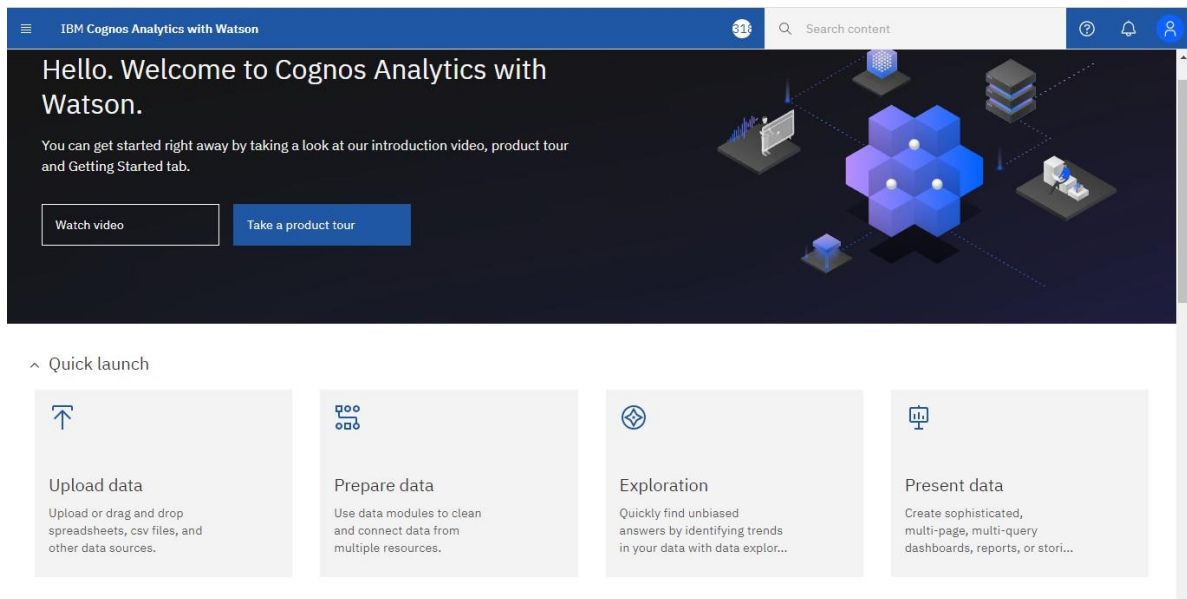 IBM Cognos Analytics with Watson
318
Search content
Hello. Welcome to Cognos Analytics with
Watson.
You can get started right away by taking a look at our introduction video, product tour
and Getting Started tab.
Watch video
Take a product tour
Quick launch
Upload data
Upload or drag and drop
spreadsheets, csv files, and
other data sources.
Prepare data
Use data modules to clean
and connect data from
multiple resources.
Exploration
Quickly find unbiased
answers by identifying trends
in your data with data explor...
Present data
Create sophisticated,
multi-page, multi-query
dashboards, reports, or stori...